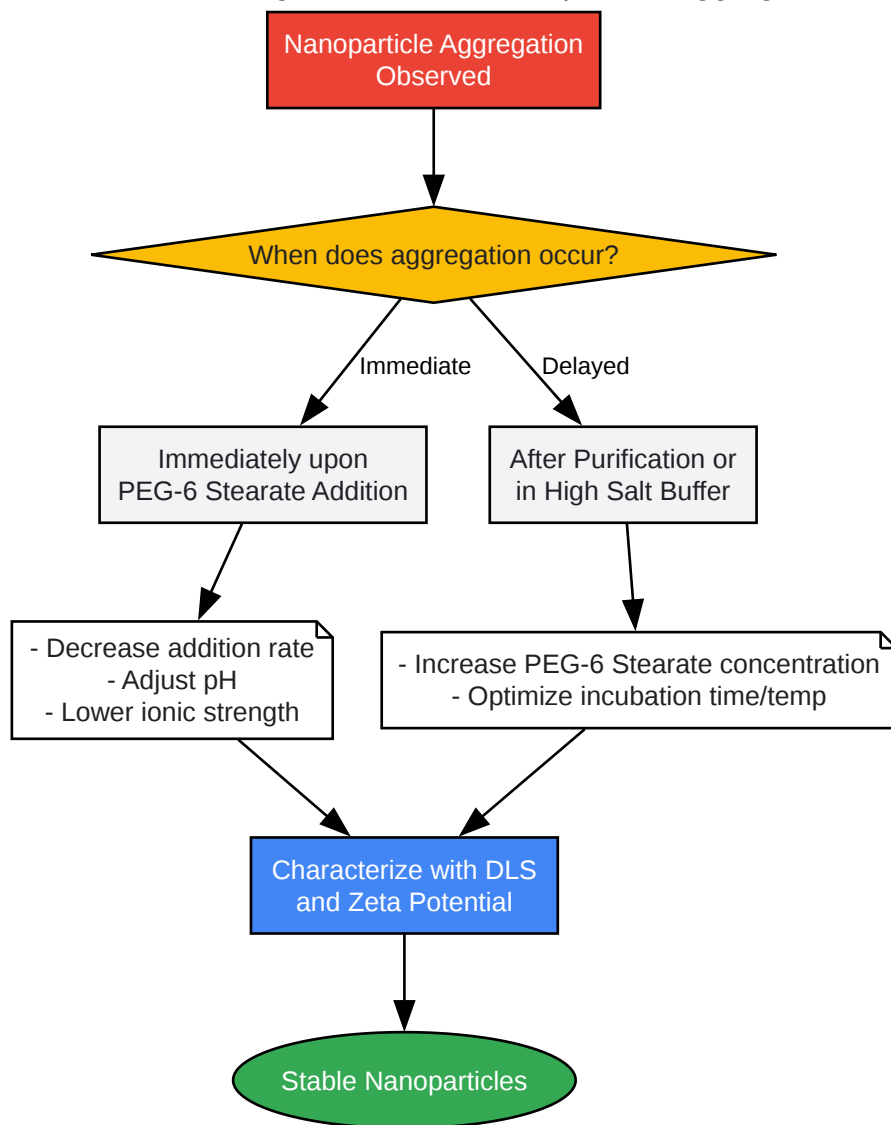 Nanoparticle Aggregation
Observed
When does aggregation occur?
Immediate
Delayed
Immediately upon
PEG-6 Stearate Addition
After Purification or
in High Salt Buffer
- Decrease addition rate
- Adjust pH
- Lower ionic strength
- Increase PEG-6 Stearate concentration
- Optimize incubation time/temp
Characterize with DLS
and Zeta Potential
Stable Nanoparticles